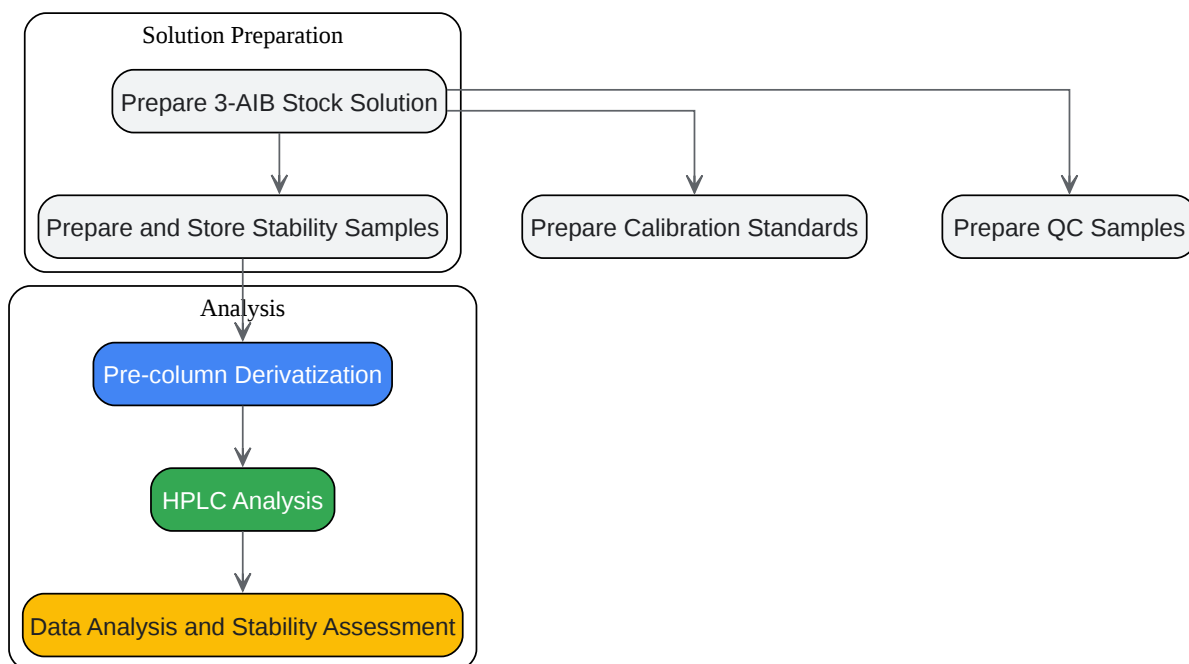 Solution Preparation
Prepare 3-AIB Stock Solution
Prepare and Store Stability Samples
Prepare Calibration Standards
Prepare QC Samples
Analysis
Pre-column Derivatization
HPLC Analysis
Data Analysis and Stability Assessment